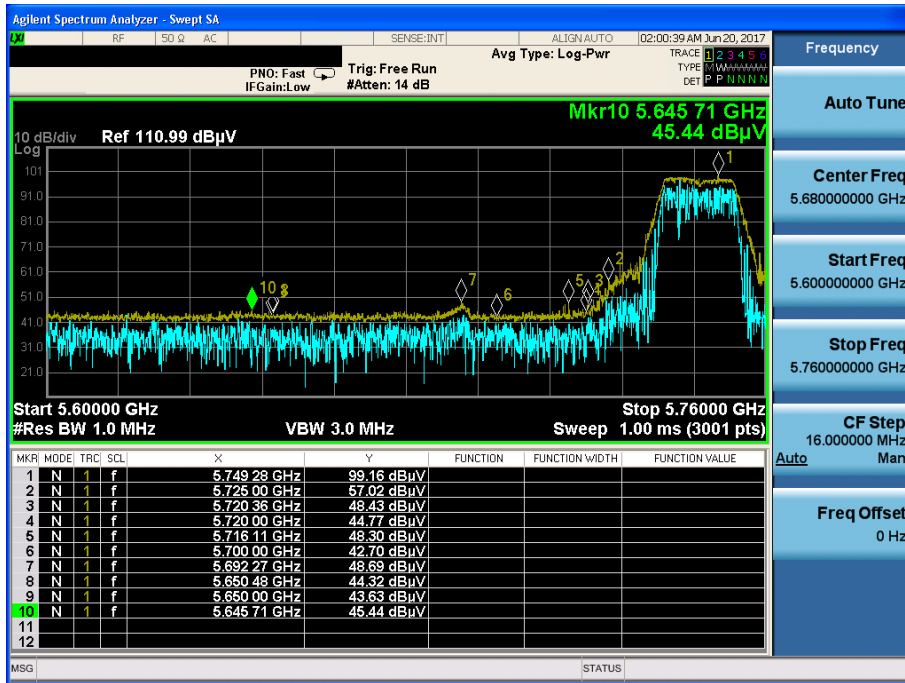 Agilent Spectrum Analyzer - Swept SA
LXI RF 50 Ω AC SENSE:INT ALIGN AUTO 02:00:39 AM Jun 20, 2017
PNO: Fast
IFGain:Low
Trig: Free Run
#Atten: 14 dB
Avg Type: Log-Pwr
TRACE 1 2 3 4 5 6
TYPE M W W W W W
DET P P N N N N
Mkr10 5.645 71 GHz
45.44 dBµV
10 dB/div Ref 110.99 dBµV
Log
101
91.0
81.0
71.0
61.0
51.0
41.0
31.0
21.0
1
2
3
5
6
7
10
Start 5.60000 GHz Stop 5.76000 GHz
#Res BW 1.0 MHz VBW 3.0 MHz Sweep 1.00 ms (3001 pts)
MKR MODE TRC SCL X Y FUNCTION FUNCTION WIDTH FUNCTION VALUE
1 N 1 f 5.749 28 GHz 99.16 dBµV
2 N 1 f 5.725 00 GHz 57.02 dBµV
3 N 1 f 5.720 36 GHz 48.43 dBµV
4 N 1 f 5.720 00 GHz 44.77 dBµV
5 N 1 f 5.716 11 GHz 48.30 dBµV
6 N 1 f 5.700 00 GHz 42.70 dBµV
7 N 1 f 5.692 27 GHz 48.69 dBµV
8 N 1 f 5.650 48 GHz 44.32 dBµV
9 N 1 f 5.650 00 GHz 43.63 dBµV
10 N 1 f 5.645 71 GHz 45.44 dBµV
11
12
MSG STATUS
Frequency
Auto Tune
Center Freq
5.680000000 GHz
Start Freq
5.600000000 GHz
Stop Freq
5.760000000 GHz
CF Step
16.000000 MHz
Auto Man
Freq Offset
0 Hz